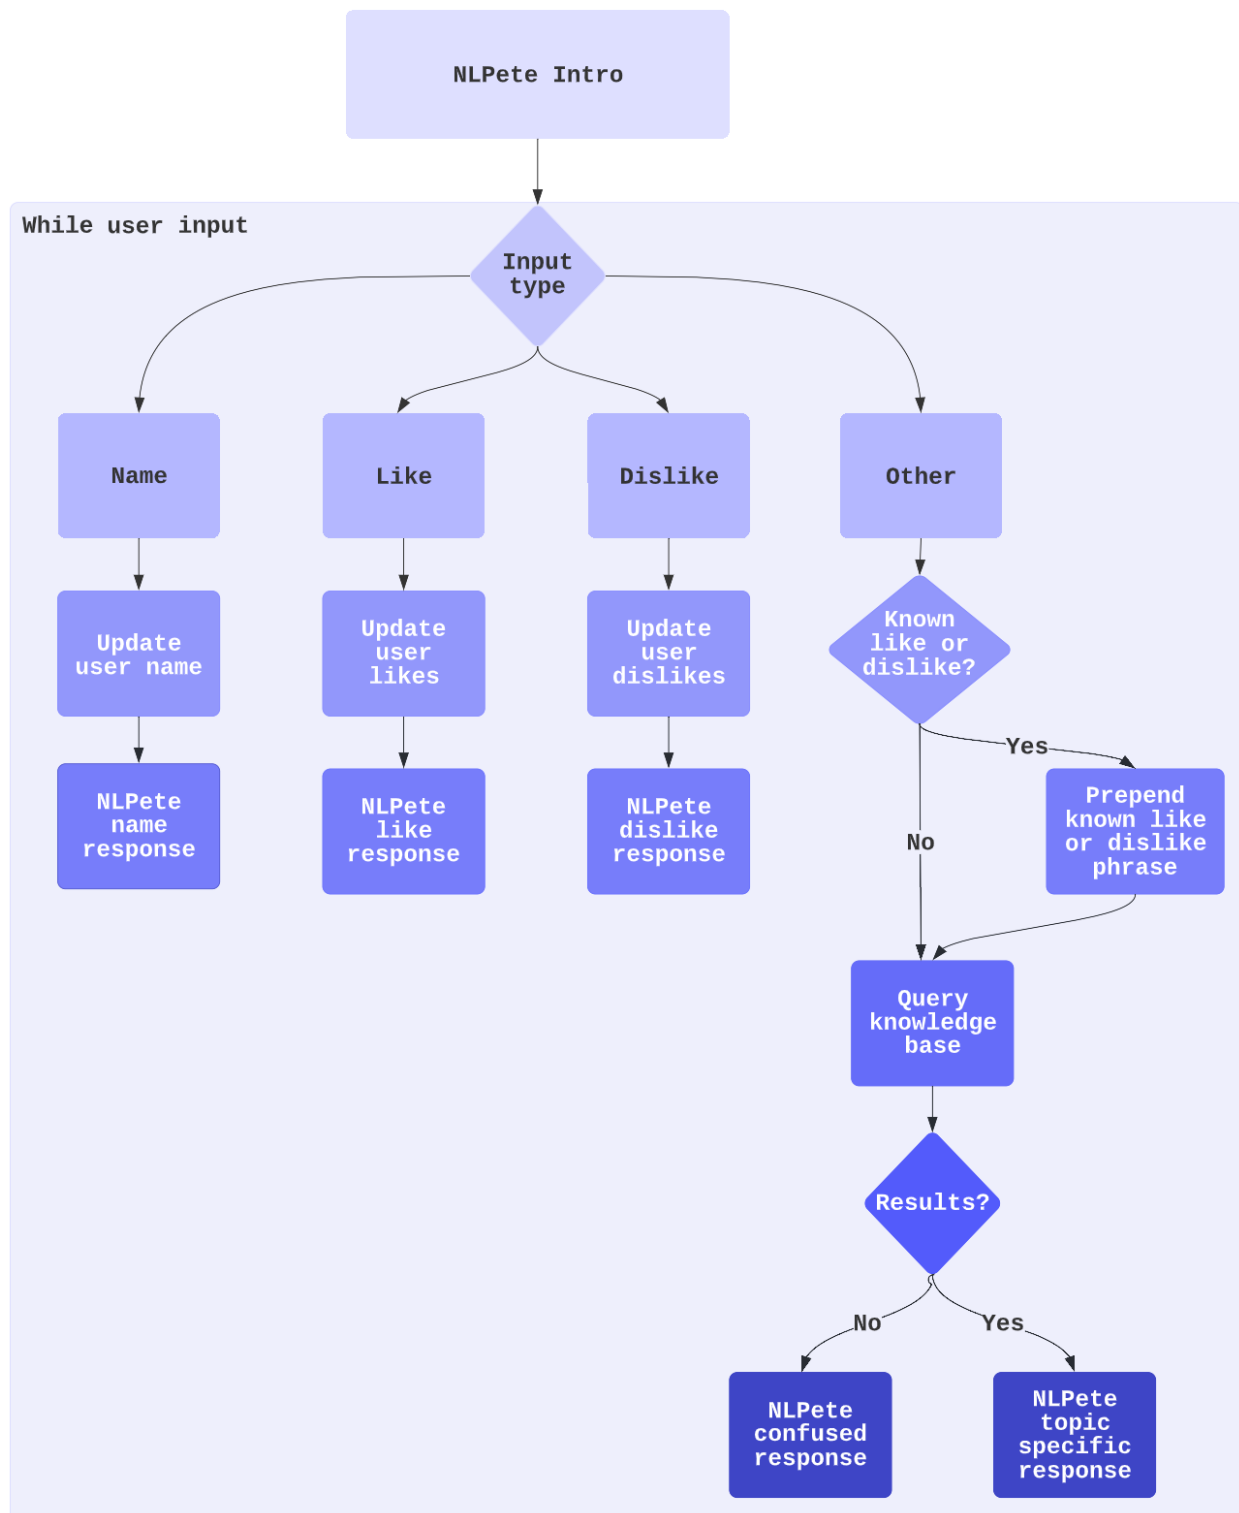 NLPete Intro
While user input
Input
type
Name
Like
Dislike
Other
Update
user name
Update
user
likes
Update
user
dislikes
Known
like or
dislike?
Yes
No
NLPete
name
response
NLPete
like
response
NLPete
dislike
response
Prepend
known like
or dislike
phrase
Query
knowledge
base
Results?
No
Yes
NLPete
confused
response
NLPete
topic
specific
response